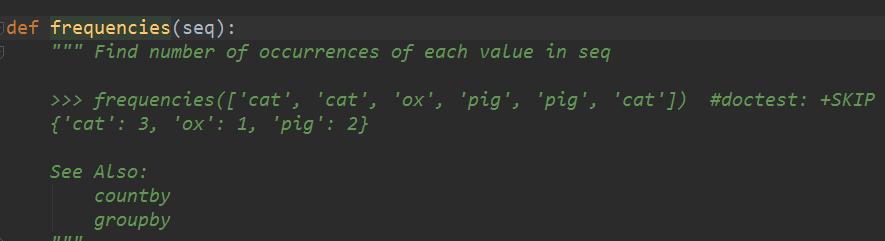 def frequencies(seq):
    """ Find number of occurrences of each value in seq

    >>> frequencies(['cat', 'cat', 'ox', 'pig', 'pig', 'cat'])  #doctest: +SKIP
    {'cat': 3, 'ox': 1, 'pig': 2}

    See Also:
        countby
        groupby
    """